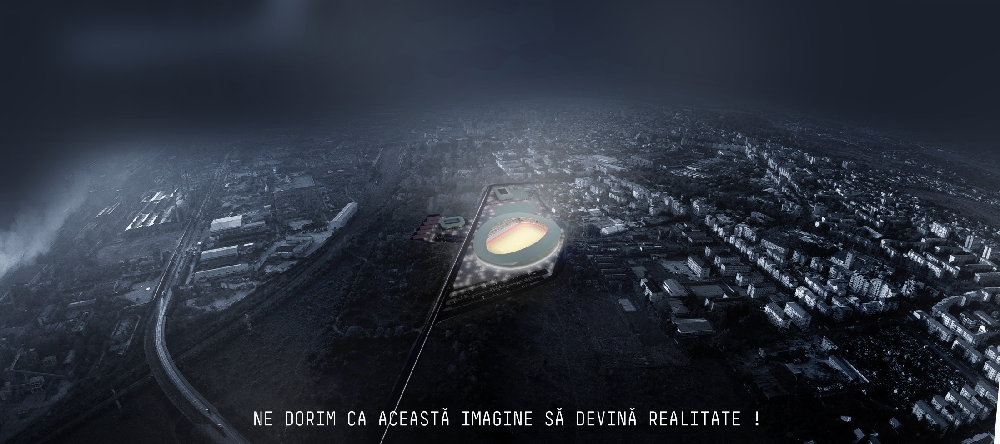 NE DORIM CA ACEASTĂ IMAGINE SĂ DEVINĂ REALITATE !